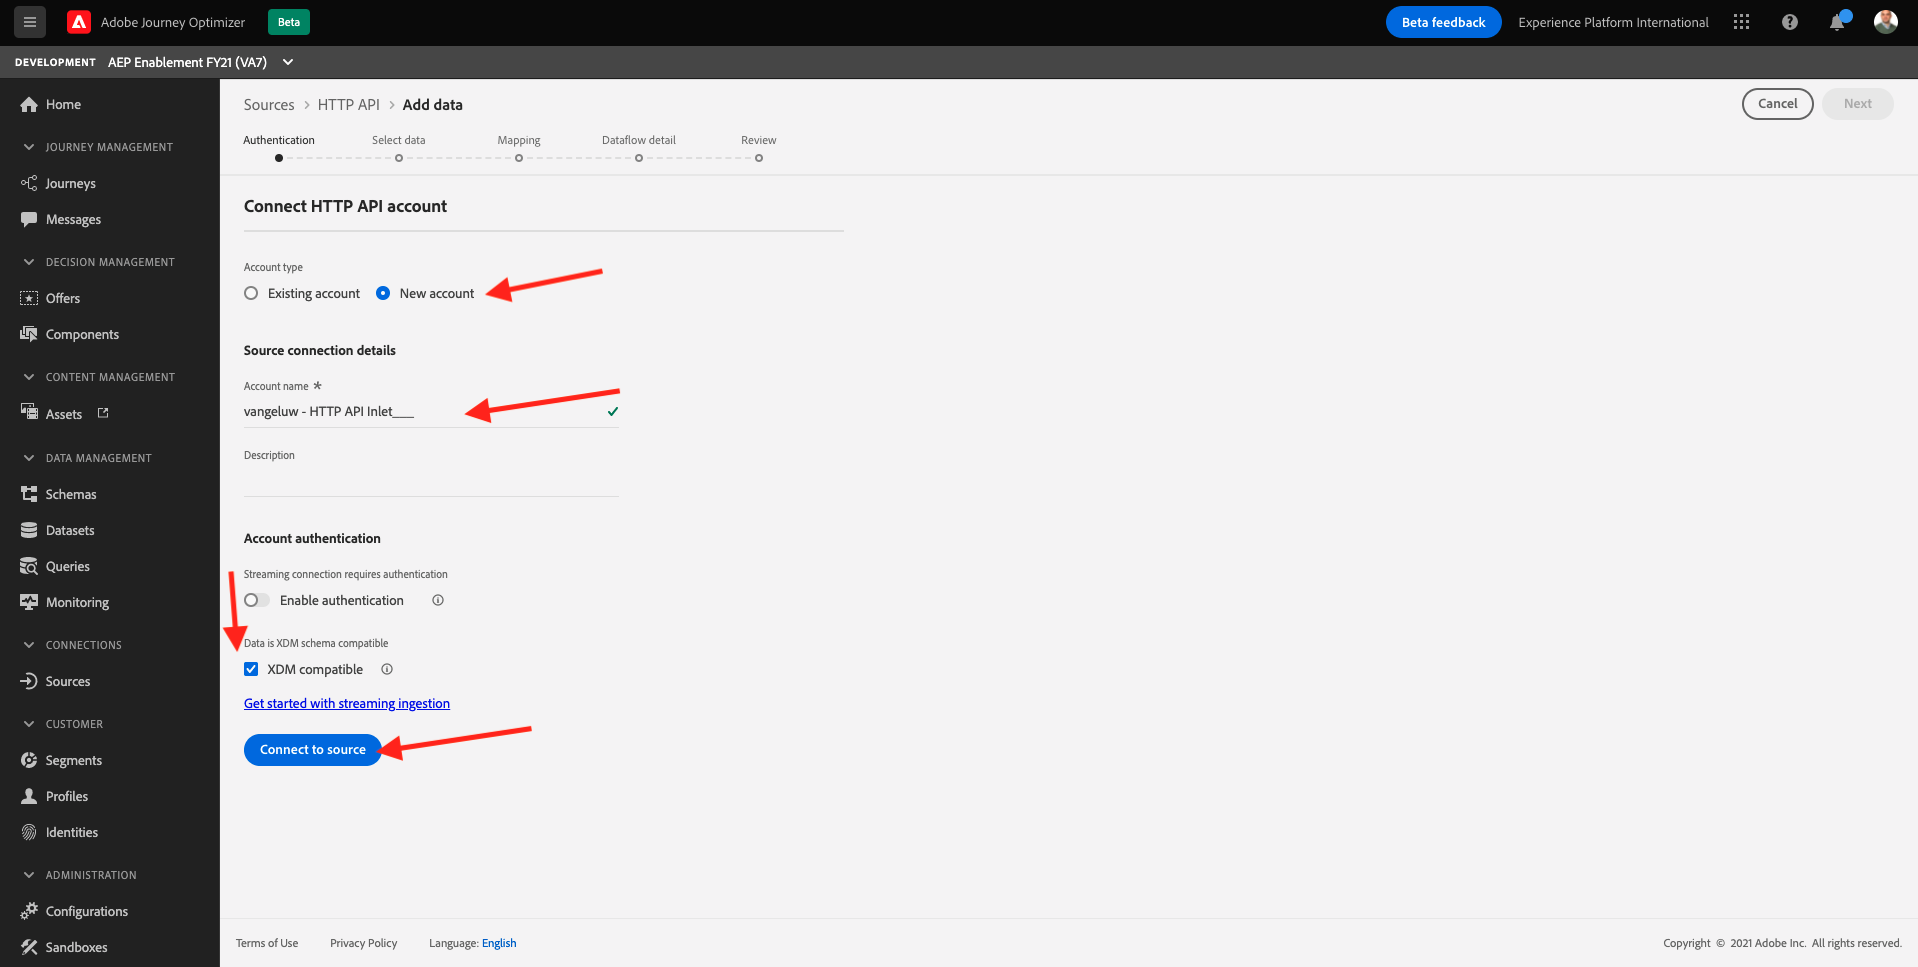 Adobe Journey Optimizer Beta Beta feedback Experience Platform International
DEVELOPMENT AEP Enablement FY21 (VA7)
Home
JOURNEY MANAGEMENT
Journeys
Messages
DECISION MANAGEMENT
Offers
Components
CONTENT MANAGEMENT
Assets
DATA MANAGEMENT
Schemas
Datasets
Queries
Monitoring
CONNECTIONS
Sources
CUSTOMER
Segments
Profiles
Identities
ADMINISTRATION
Configurations
Sandboxes
Sources > HTTP API > Add data
Cancel Next
Authentication Select data Mapping Dataflow detail Review
Connect HTTP API account
Account type
Existing account New account
Source connection details
Account name *
vangeluw - HTTP API Inlet___
Description
Account authentication
Streaming connection requires authentication
Enable authentication
Data is XDM schema compatible
XDM compatible
Get started with streaming ingestion
Connect to source
Terms of Use Privacy Policy Language: English
Copyright © 2021 Adobe Inc. All rights reserved.